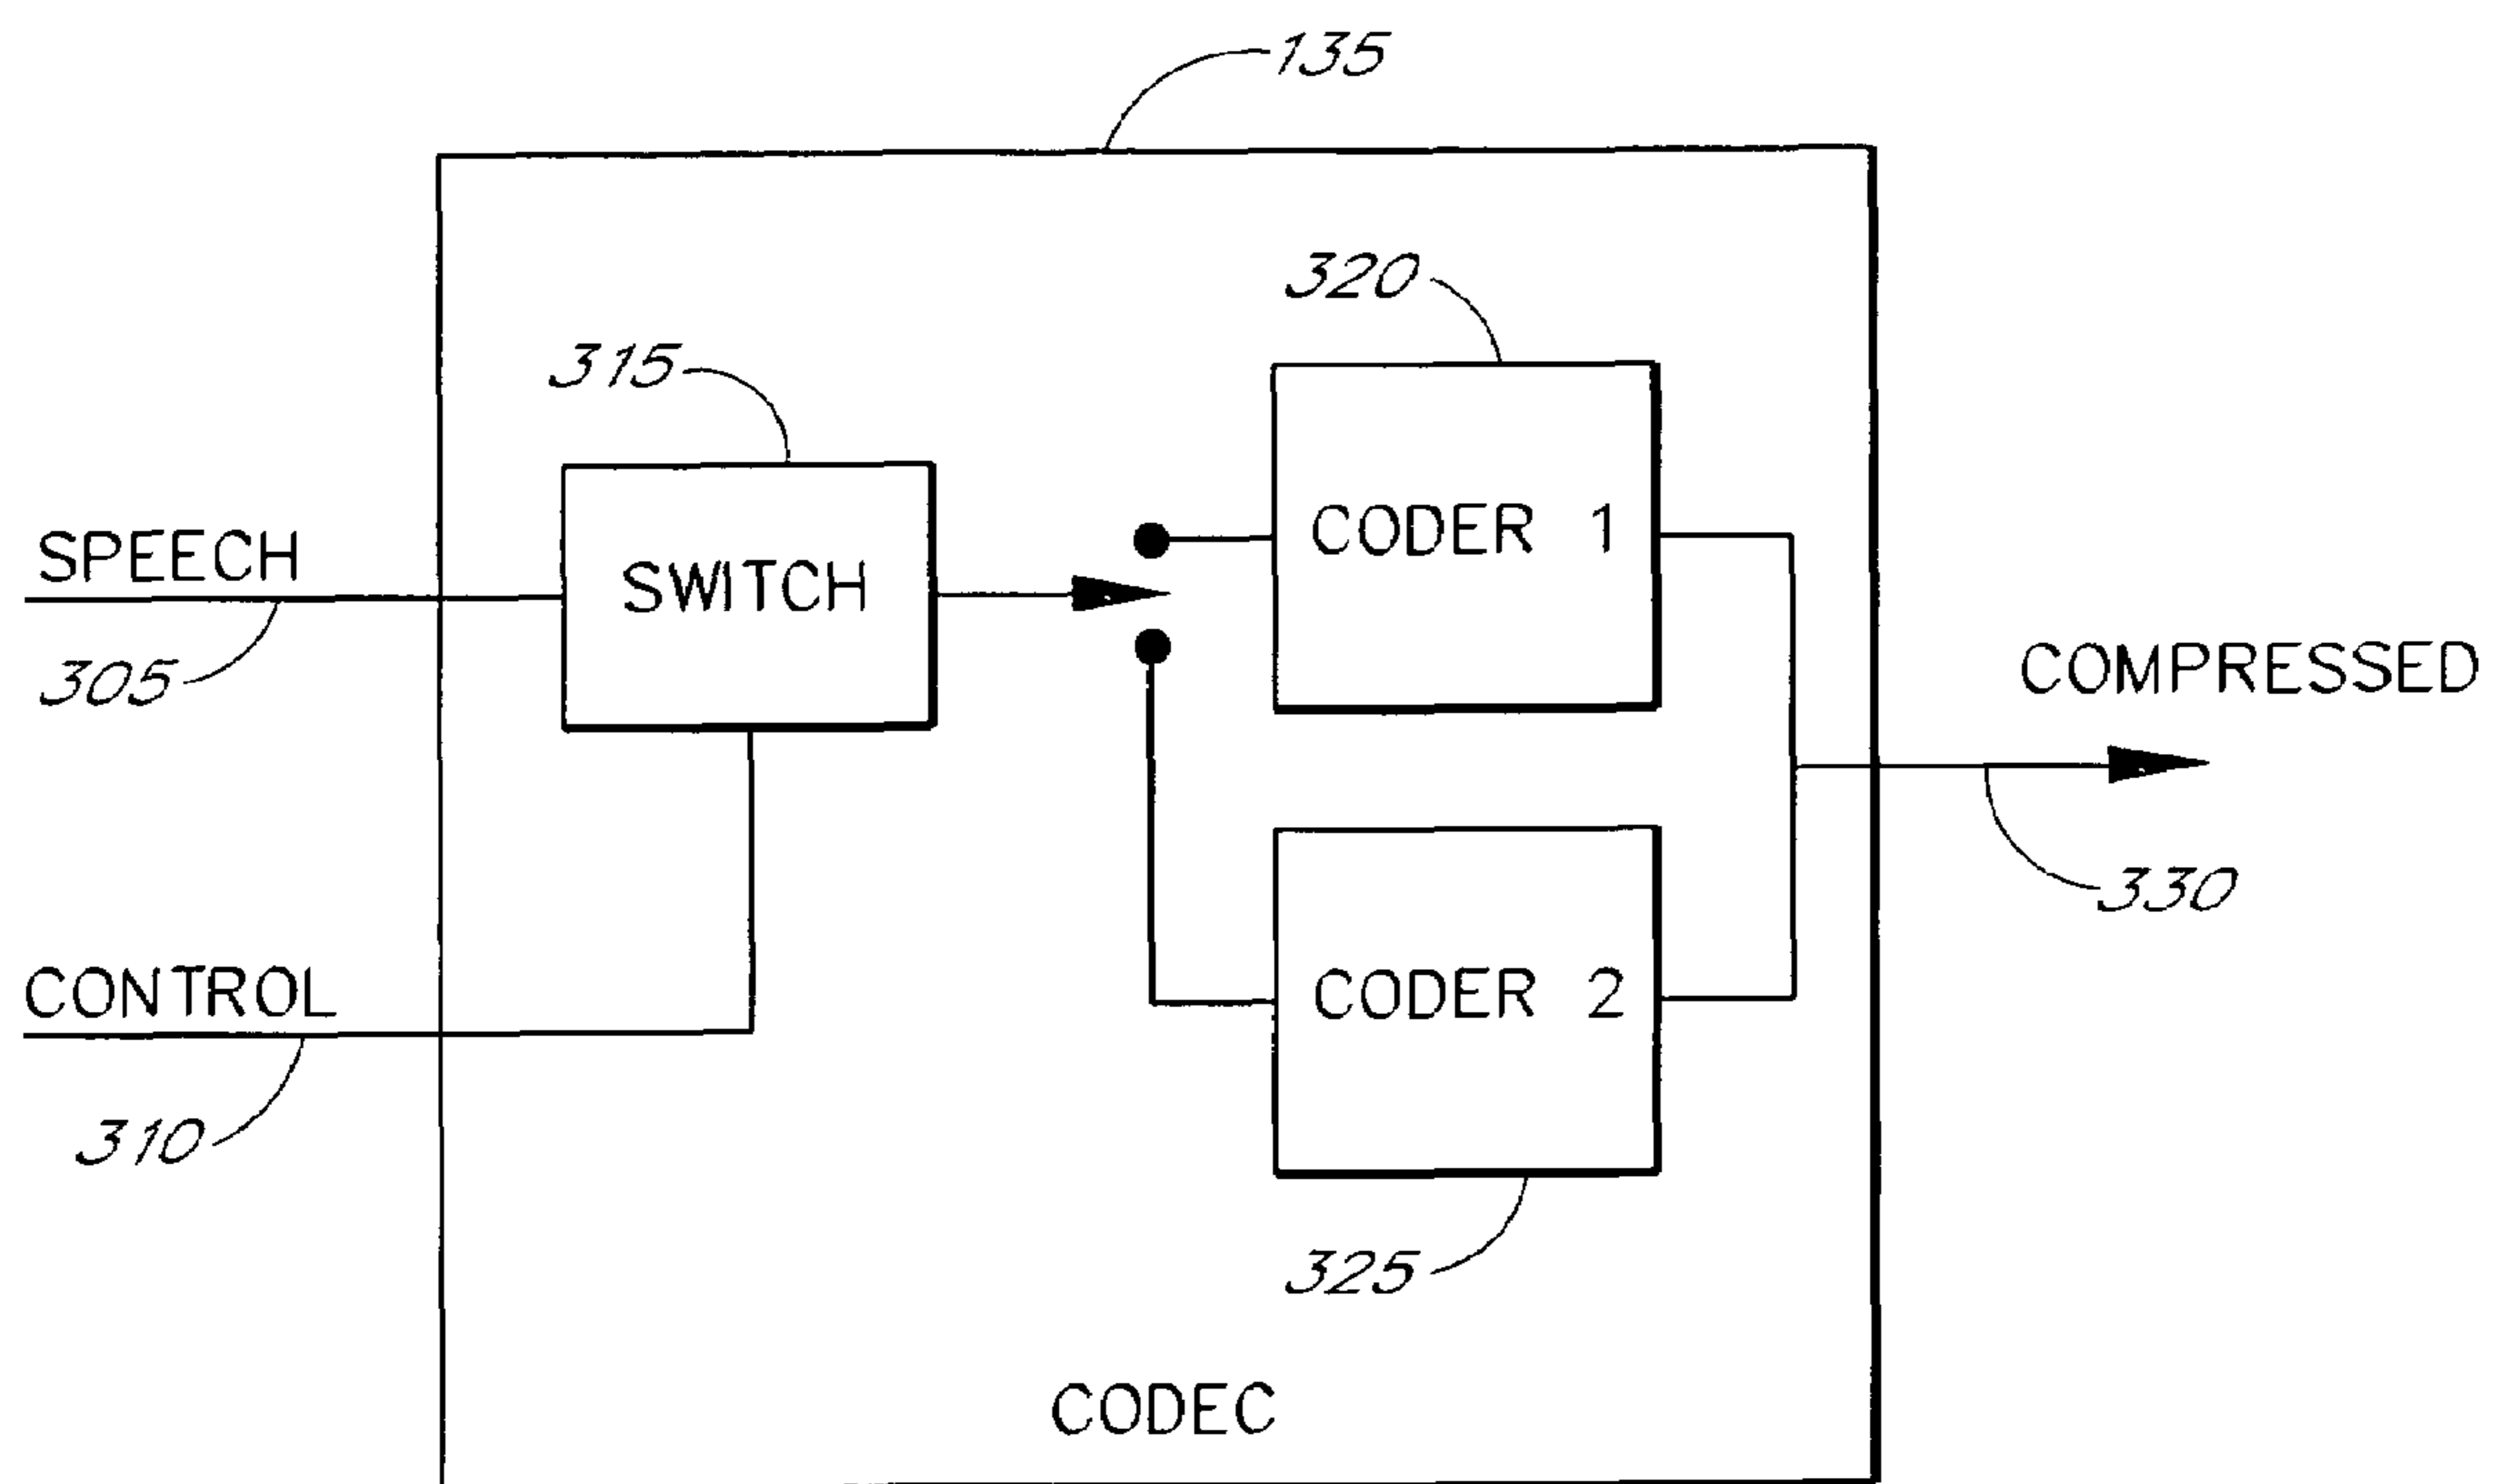 135
320
315
CODER 1
SPEECH
SWITCH
305
COMPRESSED
330
CONTROL
CODER 2
310
325
CODEC